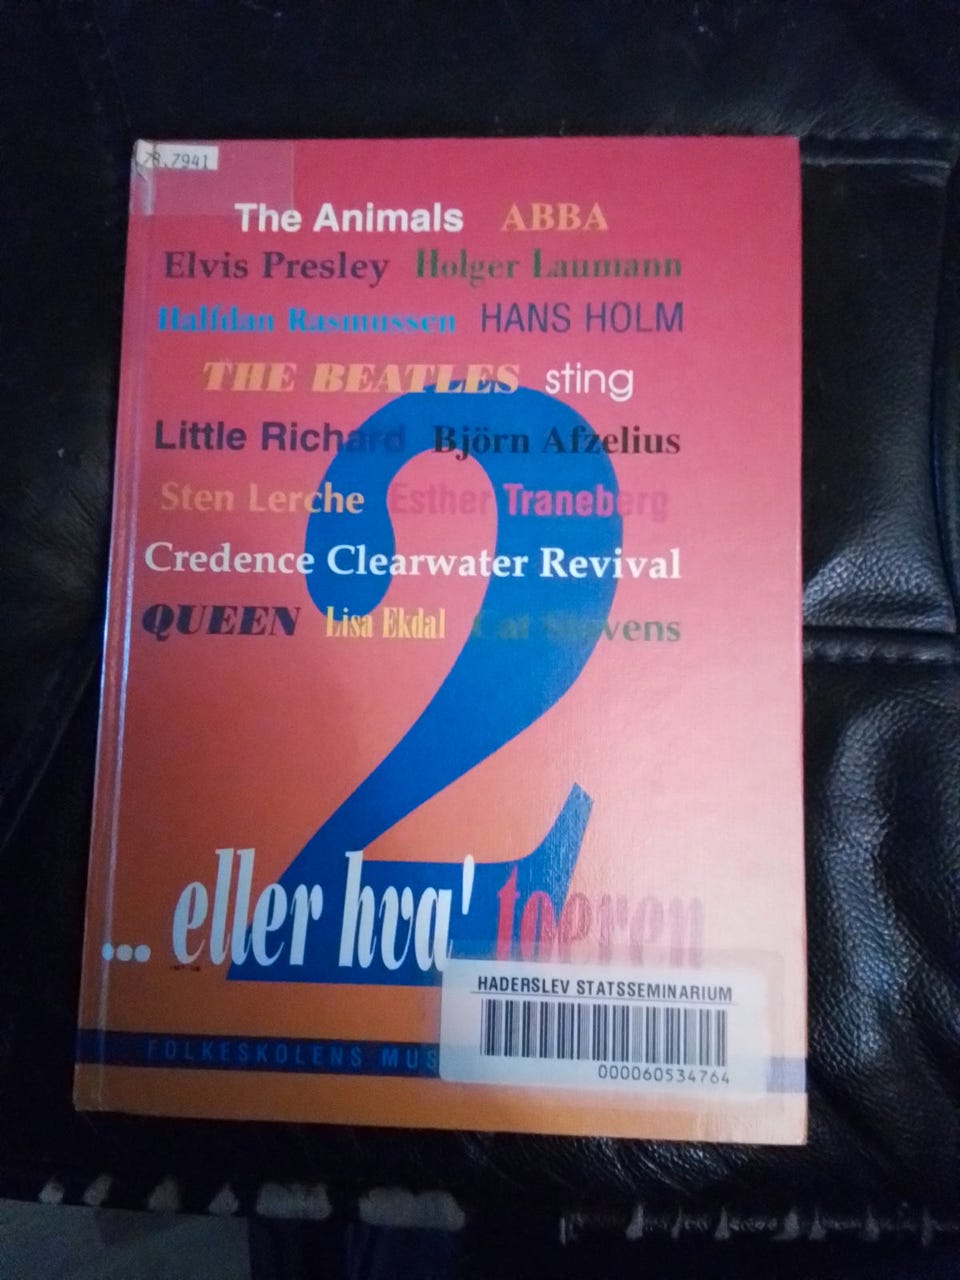 78.7941
The Animals ABBA
Elvis Presley Holger Laumann
Halfdan Rasmussen HANS HOLM
THE BEATLES sting
Little Richard Björn Afzelius
Sten Lerche Esther Traneberg
Credence Clearwater Revival
QUEEN Lisa Ekdal Cat Stevens
2
... eller hva' toeren
HADERSLEV STATSSEMINARIUM
000060534764
FOLKESKOLENS MUS